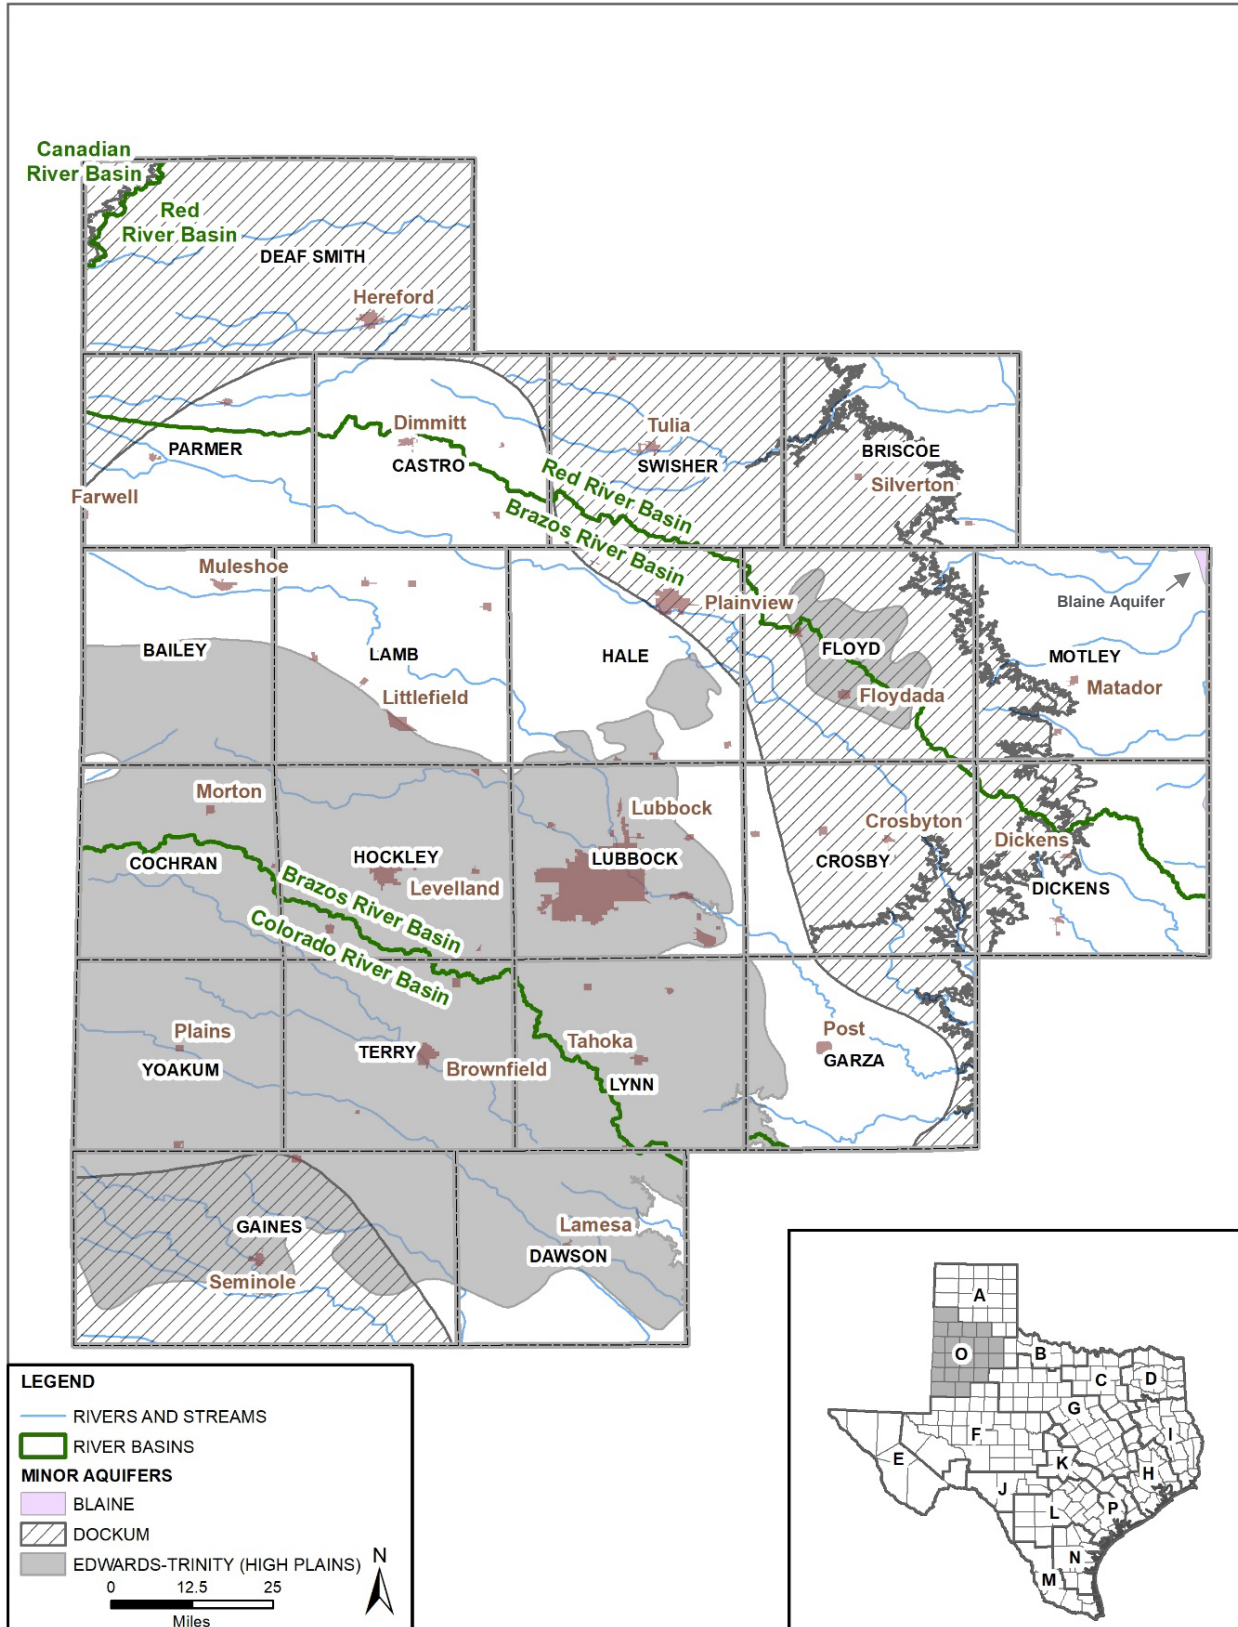 Canadian
River Basin
Red
River Basin
DEAF SMITH
Hereford
PARMER
Farwell
Dimmitt
CASTRO
Tulia
SWISHER
BRISCOE
Silverton
Red River Basin
Brazos River Basin
Muleshoe
BAILEY
LAMB
Littlefield
HALE
Plainview
FLOYD
Floydada
Blaine Aquifer
MOTLEY
Matador
Morton
COCHRAN
HOCKLEY
Levelland
Lubbock
LUBBOCK
Crosbyton
CROSBY
Dickens
DICKENS
Brazos River Basin
Colorado River Basin
Plains
YOAKUM
TERRY
Brownfield
Tahoka
LYNN
Post
GARZA
GAINES
Seminole
Lamesa
DAWSON
LEGEND
RIVERS AND STREAMS
RIVER BASINS
MINOR AQUIFERS
BLAINE
DOCKUM
EDWARDS-TRINITY (HIGH PLAINS)
0 12.5 25
Miles
N
A
O
B
C
D
G
F
E
I
K
H
J
L
P
N
M